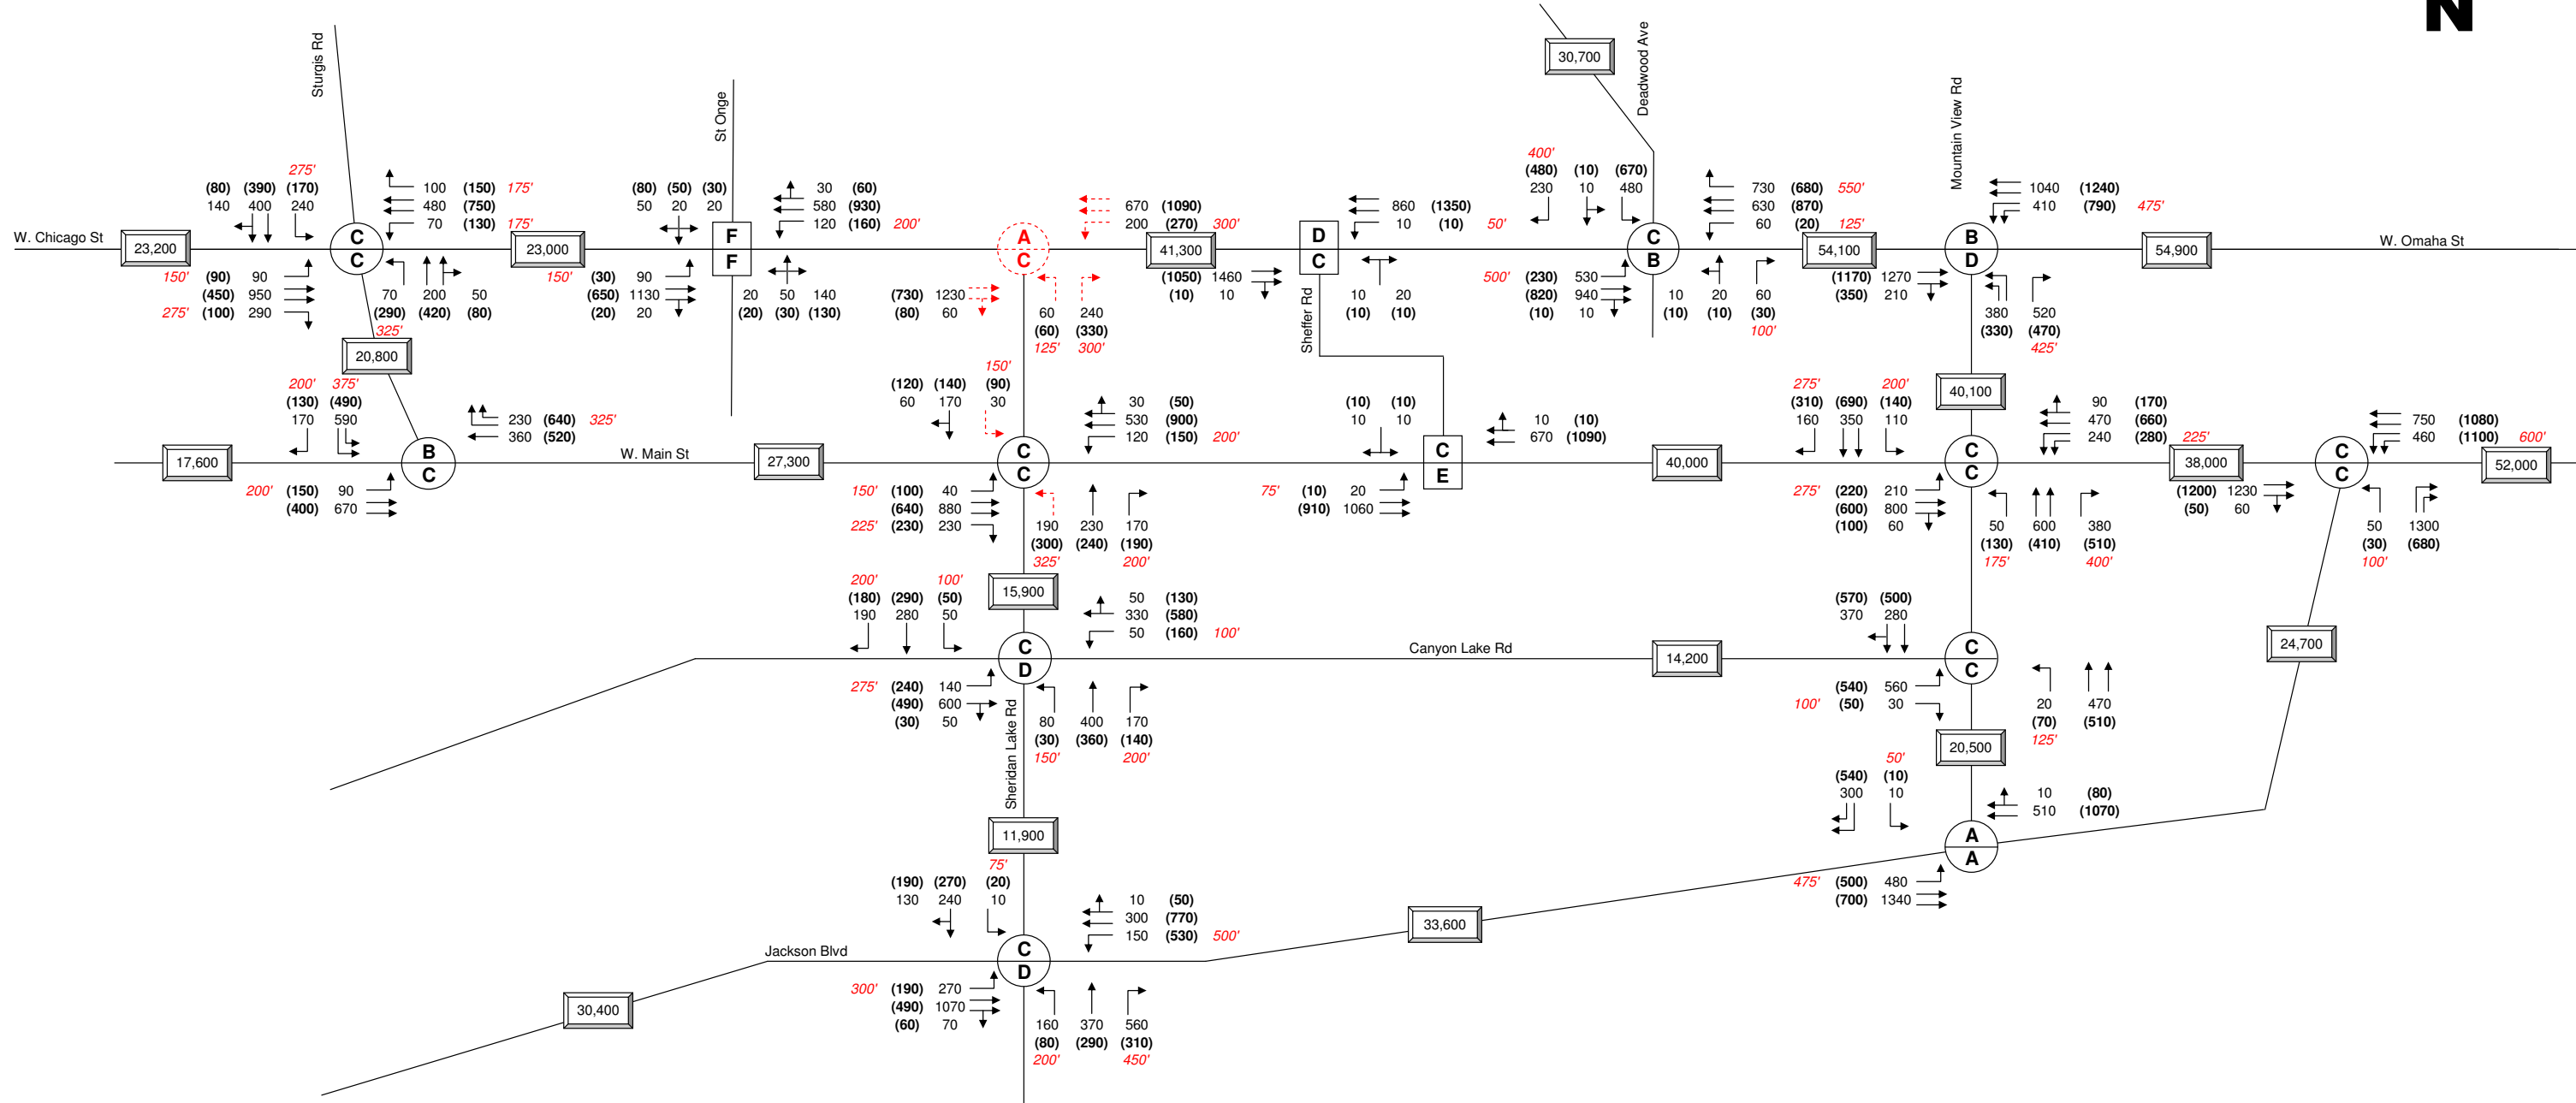 N
Sturgis Rd
St Onge
30,700
Deadwood Ave
Mountain View Rd
275'
(80) (390) (170)
140 400 240
100 (150) 175'
480 (750)
70 (130) 175'
(80) (50) (30)
50 20 20
30 (60)
580 (930)
120 (160) 200'
670 (1090)
200 (270) 300'
860 (1350)
10 (10) 50'
400'
(480) (10) (670)
230 10 480
730 (680) 550'
630 (870)
60 (20) 125'
1040 (1240)
410 (790) 475'
W. Chicago St
23,200
C
C
23,000
F
F
A
C
41,300
D
C
C
B
54,100
B
D
54,900
W. Omaha St
150' (90) 90
(450) 950
275' (100) 290
70 200 50
(290) (420) (80)
325'
150' (30) 90
(650) 1130
(20) 20
20 50 140
(20) (30) (130)
(730) 1230
(80) 60
60 240
(60) (330)
125' 300'
(1050) 1460
(10) 10
10 20
(10) (10)
Sheffer Rd
500' (230) 530
(820) 940
(10) 10
10 20 60
(10) (10) (30)
100'
(1170) 1270
(350) 210
380 520
(330) (470)
425'
20,800
40,100
200' 375'
(130) (490)
170 590
230 (640) 325'
360 (520)
150'
(120) (140) (90)
60 170 30
30 (50)
530 (900)
120 (150) 200'
(10) (10)
10 10
10 (10)
670 (1090)
275' 200'
(310) (690) (140)
160 350 110
90 (170)
470 (660)
240 (280) 225'
750 (1080)
460 (1100) 600'
17,600
B
C
W. Main St
27,300
C
C
C
E
40,000
C
C
38,000
C
C
52,000
200' (150) 90
(400) 670
150' (100) 40
(640) 880
225' (230) 230
190 230 170
(300) (240) (190)
325' 200'
75' (10) 20
(910) 1060
275' (220) 210
(600) 800
(100) 60
50 600 380
(130) (410) (510)
175' 400'
(1200) 1230
(50) 60
50 1300
(30) (680)
100'
15,900
200' 100'
(180) (290) (50)
190 280 50
50 (130)
330 (580)
50 (160) 100'
(570) (500)
370 280
C
D
Canyon Lake Rd
14,200
C
C
24,700
275' (240) 140
(490) 600
(30) 50
Sheridan Lake Rd
80 400 170
(30) (360) (140)
150' 200'
(540) 560
100' (50) 30
20 470
(70) (510)
125'
20,500
50'
(540) (10)
300 10
10 (80)
510 (1070)
11,900
A
A
75'
(190) (270) (20)
130 240 10
10 (50)
300 (770)
150 (530) 500'
475' (500) 480
(700) 1340
33,600
Jackson Blvd
C
D
30,400
300' (190) 270
(490) 1070
(60) 70
160 370 560
(80) (290) (310)
200' 450'